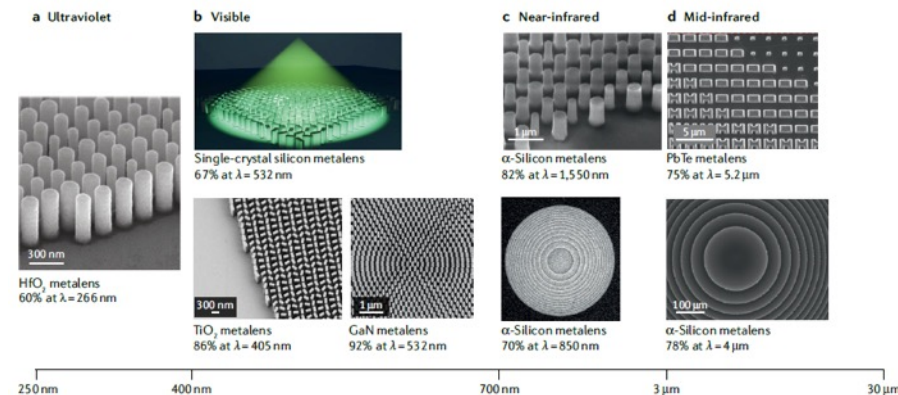 a Ultraviolet
b Visible
c Near-infrared
d Mid-infrared
300 nm
HfO₂ metalens
60% at λ = 266 nm
Single-crystal silicon metalens
67% at λ = 532 nm
300 nm
TiO₂ metalens
86% at λ = 405 nm
1 µm
GaN metalens
92% at λ = 532 nm
1 µm
α-Silicon metalens
82% at λ = 1,550 nm
α-Silicon metalens
70% at λ = 850 nm
5 µm
PbTe metalens
75% at λ = 5.2 µm
100 µm
α-Silicon metalens
78% at λ = 4 µm
250 nm
400 nm
700 nm
3 µm
30 µm